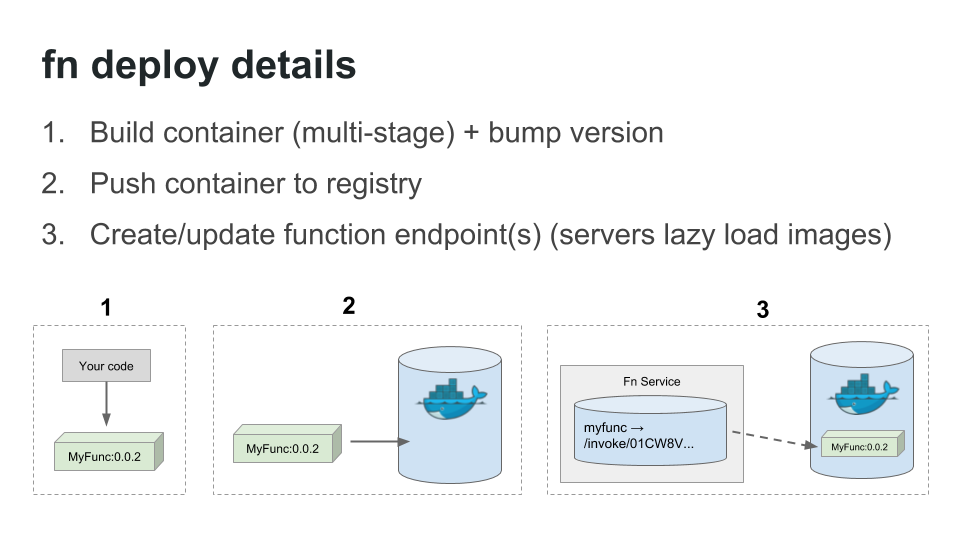 fn deploy details
1. Build container (multi-stage) + bump version
2. Push container to registry
3. Create/update function endpoint(s) (servers lazy load images)
1
2
3
Your code
MyFunc:0.0.2
MyFunc:0.0.2
Fn Service
myfunc →
/invoke/01CW8V...
MyFunc:0.0.2